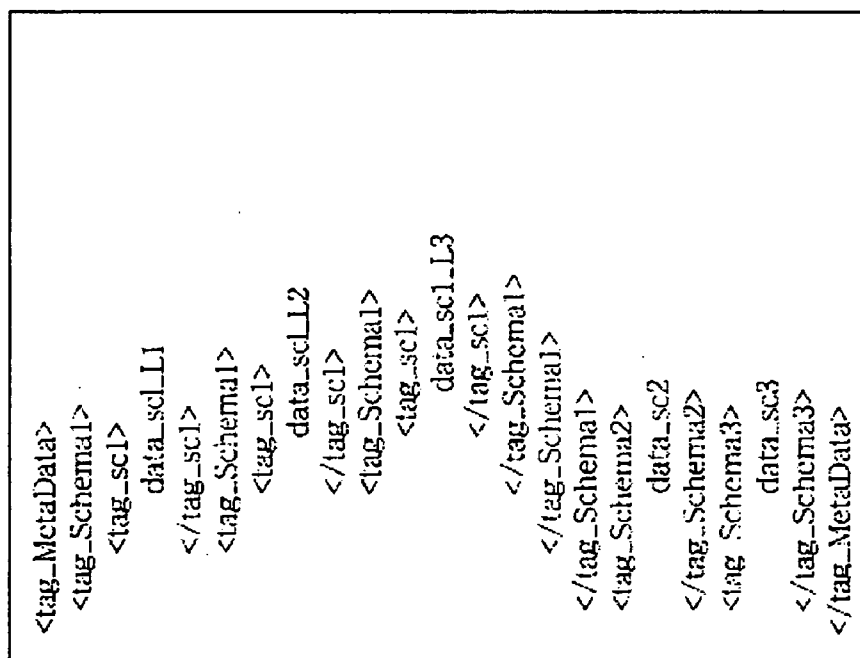 <tag_MetaData>
<tag_Schema1>
<tag_sc1>
data_sc1_L1
</tag_sc1>
<tag_Schema1>
<tag_sc1>
data_sc1_L2
</tag_sc1>
<tag_Schema1>
<tag_sc1>
data_sc1_L3
</tag_sc1>
</tag_Schema1>
</tag_Schema1>
</tag_Schema1>
<tag_Schema2>
data_sc2
</tag_Schema2>
<tag_Schema3>
data_sc3
</tag_Schema3>
</tag_MetaData>